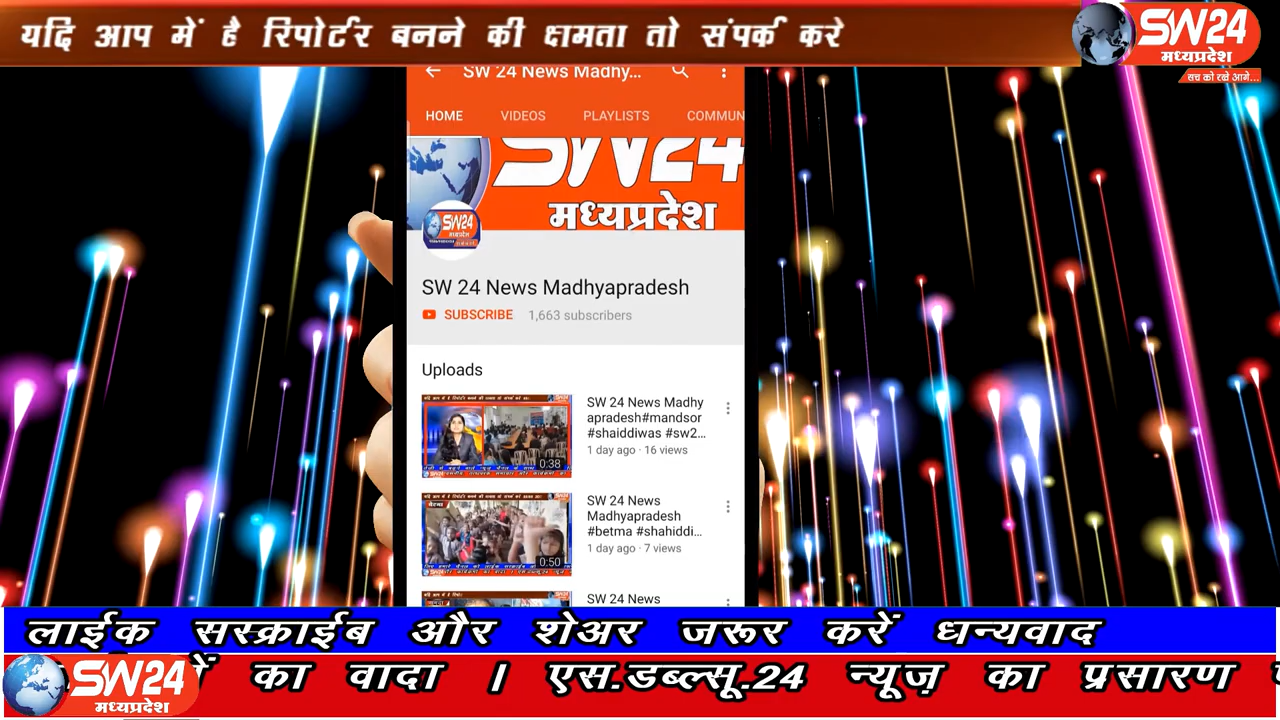 यदि आप में है रिपोर्टर बनने की क्षमता तो संपर्क करे
SW24
मध्यप्रदेश
सच को रखे आगे...
SW 24 News Madhy...
HOME VIDEOS PLAYLISTS COMMUN
SW24
मध्यप्रदेश
SW24
SW 24 News Madhyapradesh
SUBSCRIBE 1,663 subscribers
Uploads
SW 24 News Madhy
apradesh#mandsor
#shaiddiwas #sw2...
1 day ago · 16 views
0:38
SW 24 News
Madhyapradesh
#betma #shahiddi...
1 day ago · 7 views
0:50
SW 24 News
लाईक सस्क्राईब और शेअर जरूर करें धन्यवाद
का वादा । एस.डब्ल्सू.24 न्यूज़ का प्रसारण
SW24
मध्यप्रदेश